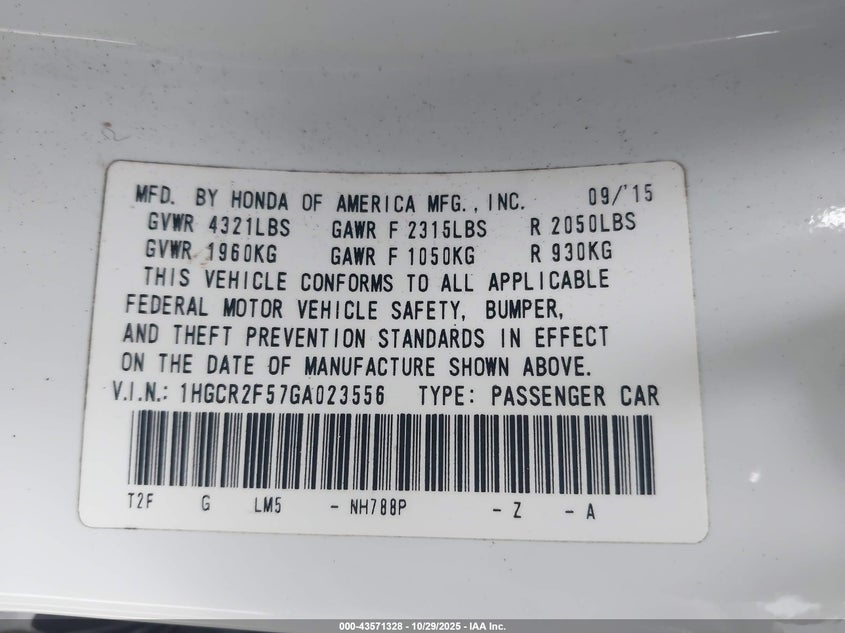 MFD. BY HONDA OF AMERICA MFG., INC. 09/'15
GVWR 4321LBS GAWR F 2315LBS R 2050LBS
GVWR 1960KG GAWR F 1050KG R 930KG
THIS VEHICLE CONFORMS TO ALL APPLICABLE
FEDERAL MOTOR VEHICLE SAFETY, BUMPER,
AND THEFT PREVENTION STANDARDS IN EFFECT
ON THE DATE OF MANUFACTURE SHOWN ABOVE.
V.I.N.: 1HGCR2F57GA023556 TYPE: PASSENGER CAR
T2F G LM5 - NH788P - Z - A
000-43571328 | 10/29/2025 - IAA Inc.